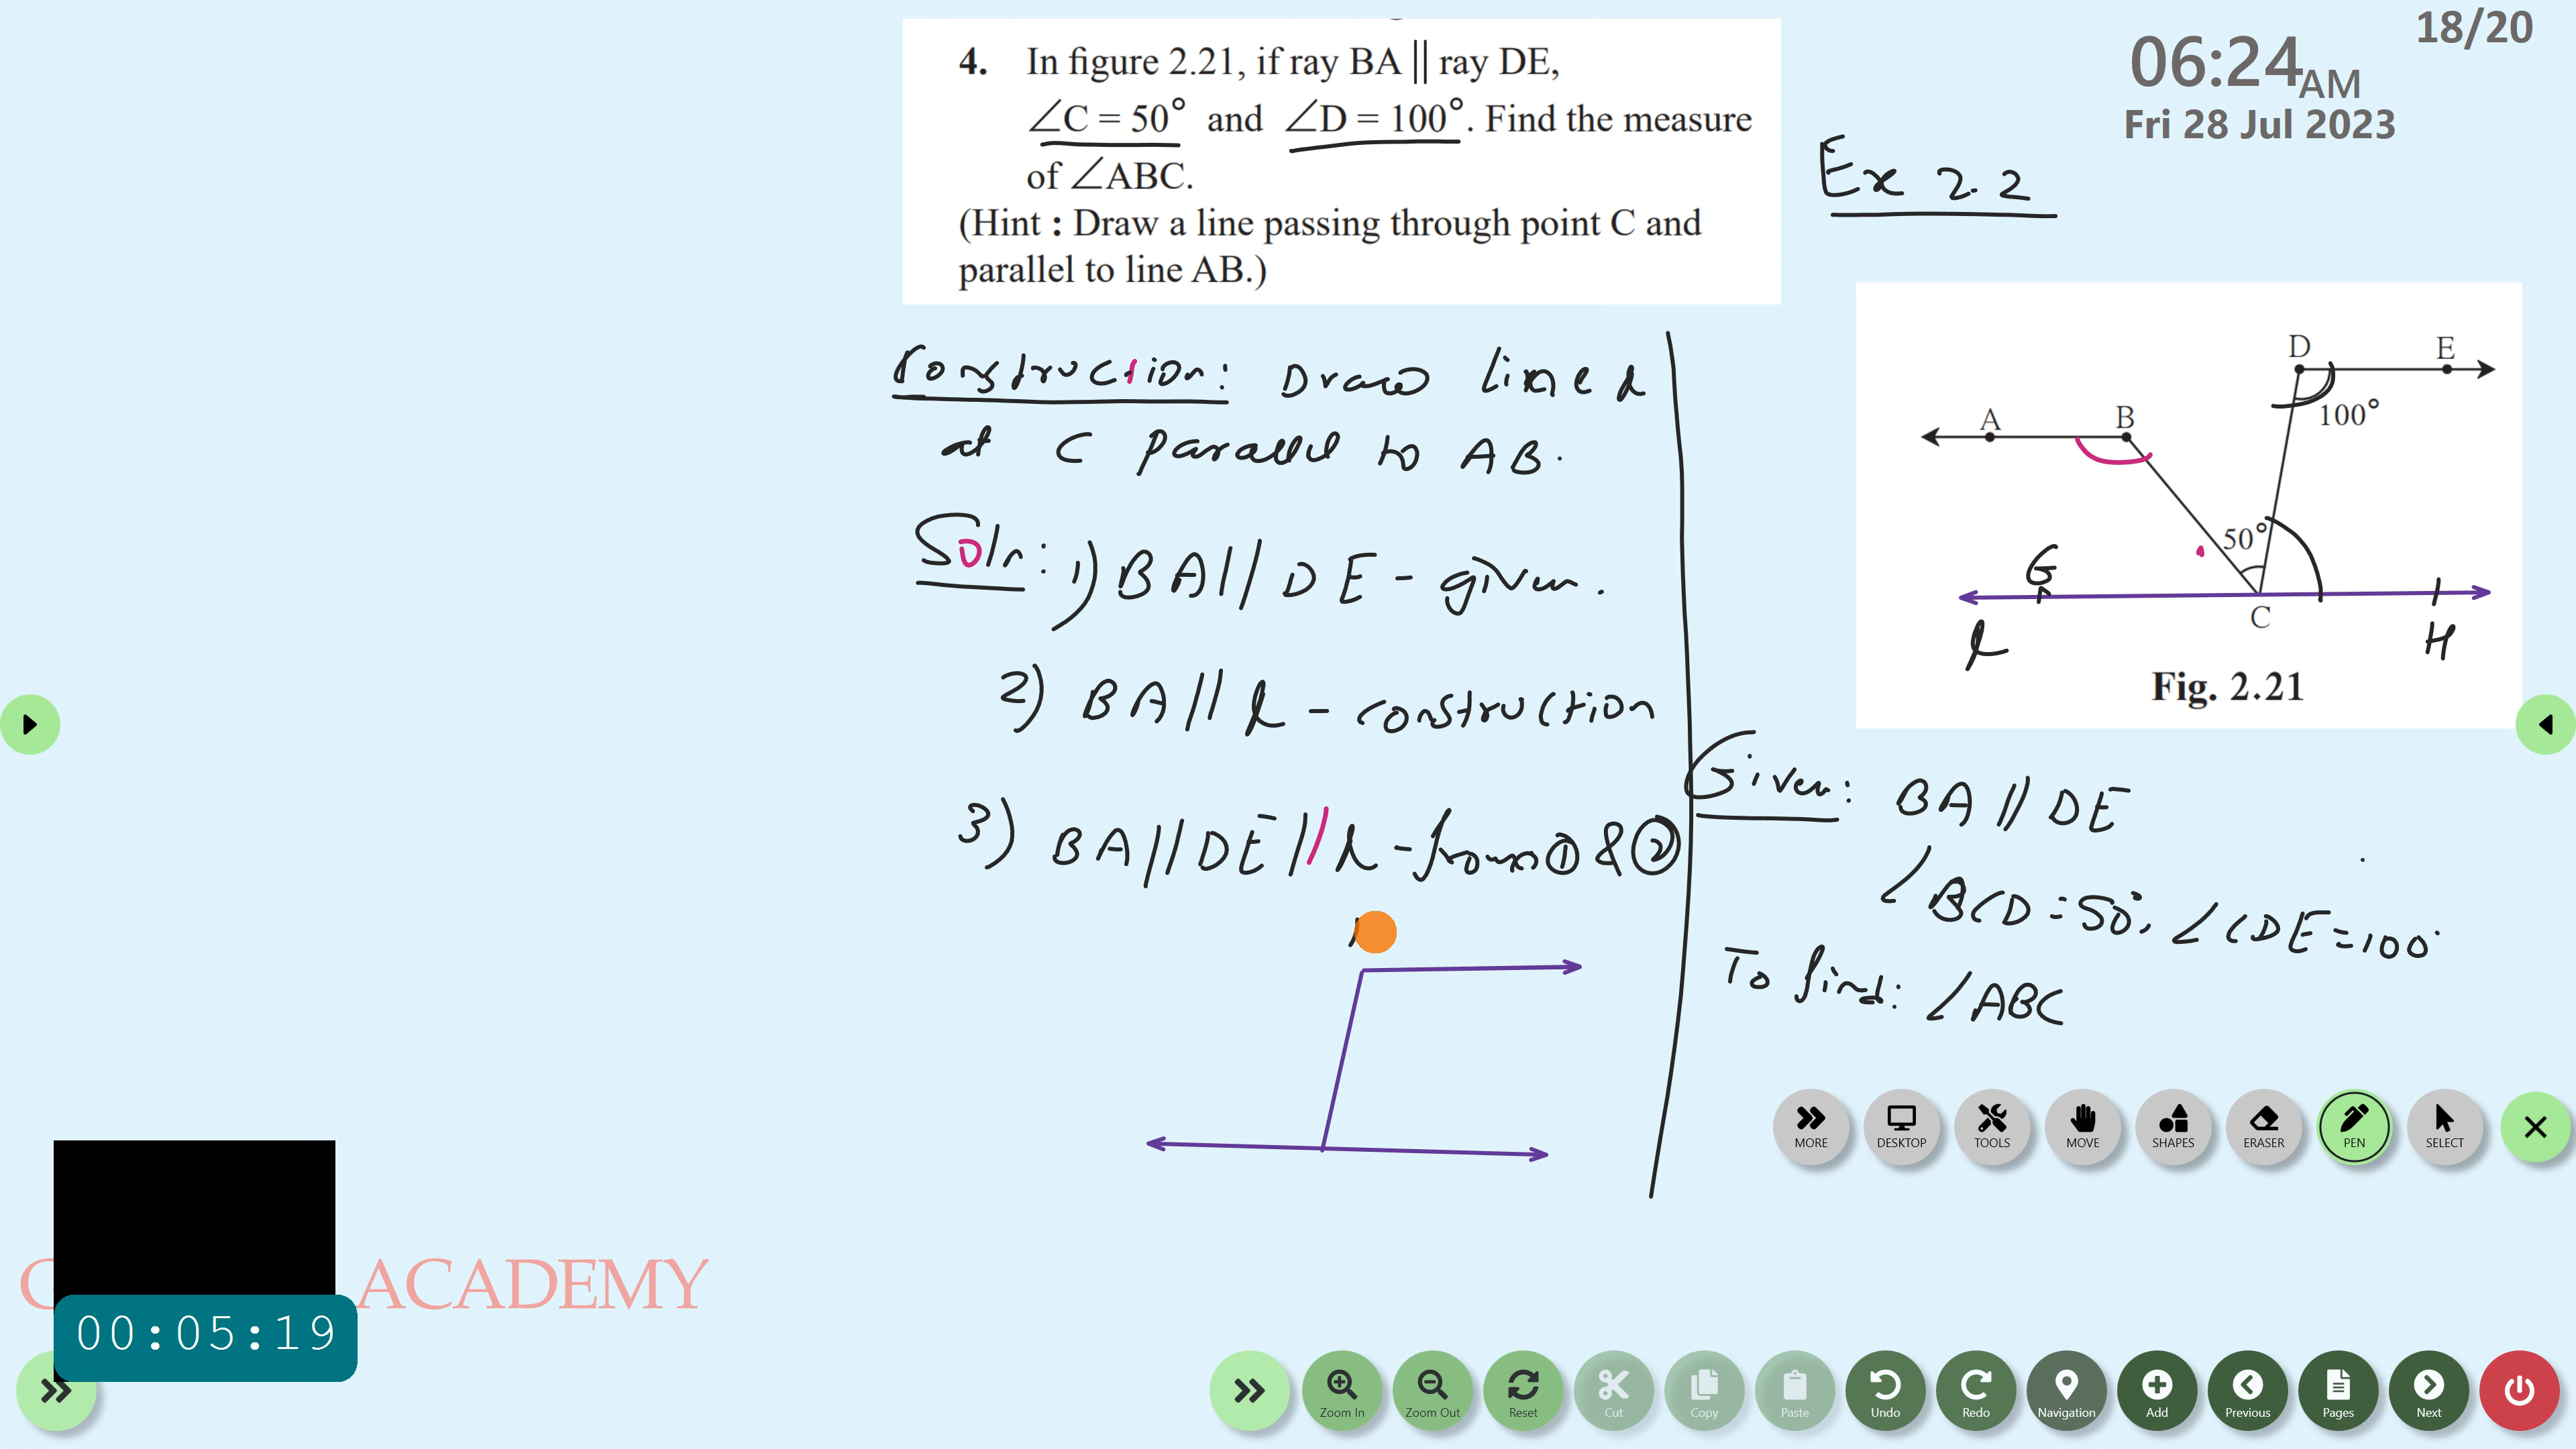 18/20
06:24AM
Fri 28 Jul 2023
4. In figure 2.21, if ray BA || ray DE,
∠C = 50° and ∠D = 100°. Find the measure
of ∠ABC.
(Hint : Draw a line passing through point C and
parallel to line AB.)
Ex 2.2
Construction: Draw line l
at C parallel to AB.
Soln: 1) BA // DE - given.
2) BA // l - construction
3) BA // DE // l - from ① & ②
D E
100°
A B
50°
G
C
l H
Fig. 2.21
Given: BA // DE
∠BCD = 50°, ∠CDE = 100°
To find: ∠ABC
MORE DESKTOP TOOLS MOVE SHAPES ERASER PEN SELECT
ACADEMY
00:05:19
Zoom In Zoom Out Reset Cut Copy Paste Undo Redo Navigation Add Previous Pages Next